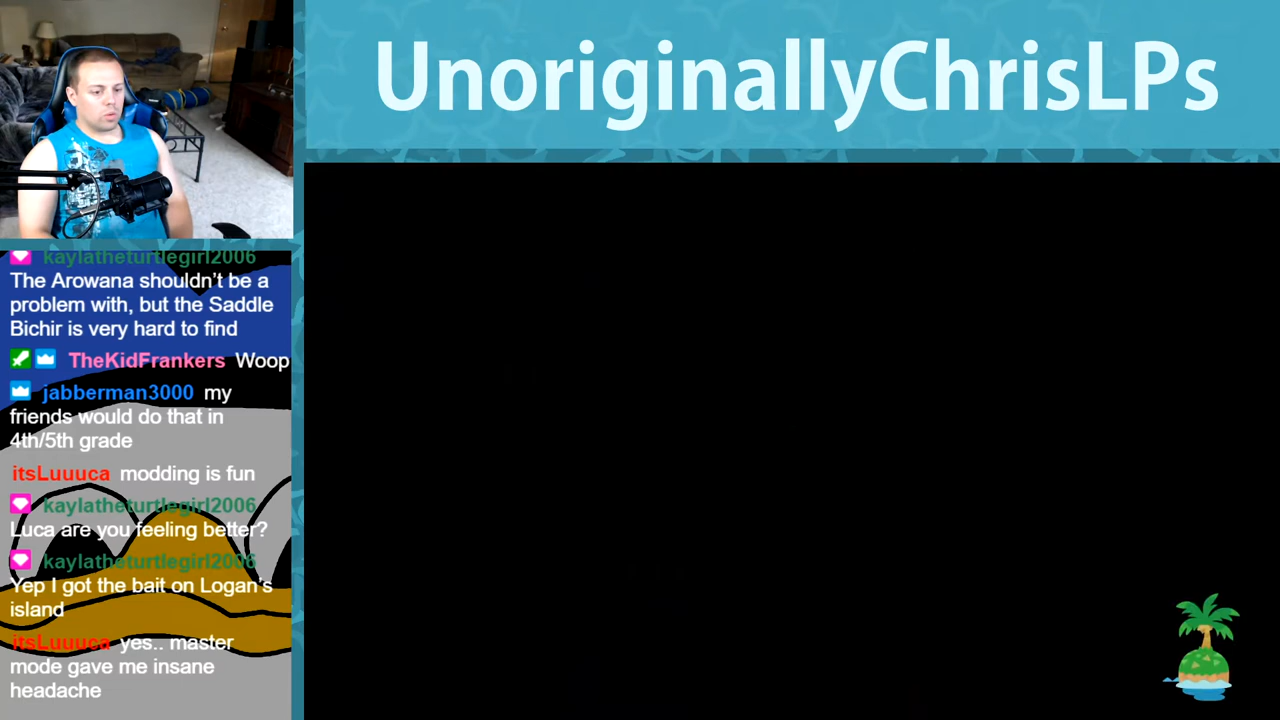 UnoriginallyChrisLPs
kaylatheturtlegirl2006
The Arowana shouldn't be a
problem with, but the Saddle
Bichir is very hard to find
TheKidFrankers Woop
jabberman3000 my
friends would do that in
4th/5th grade
itsLuuuca modding is fun
kaylatheturtlegirl2006
Luca are you feeling better?
kaylatheturtlegirl2006
Yep I got the bait on Logan's
island
itsLuuuca yes.. master
mode gave me insane
headache